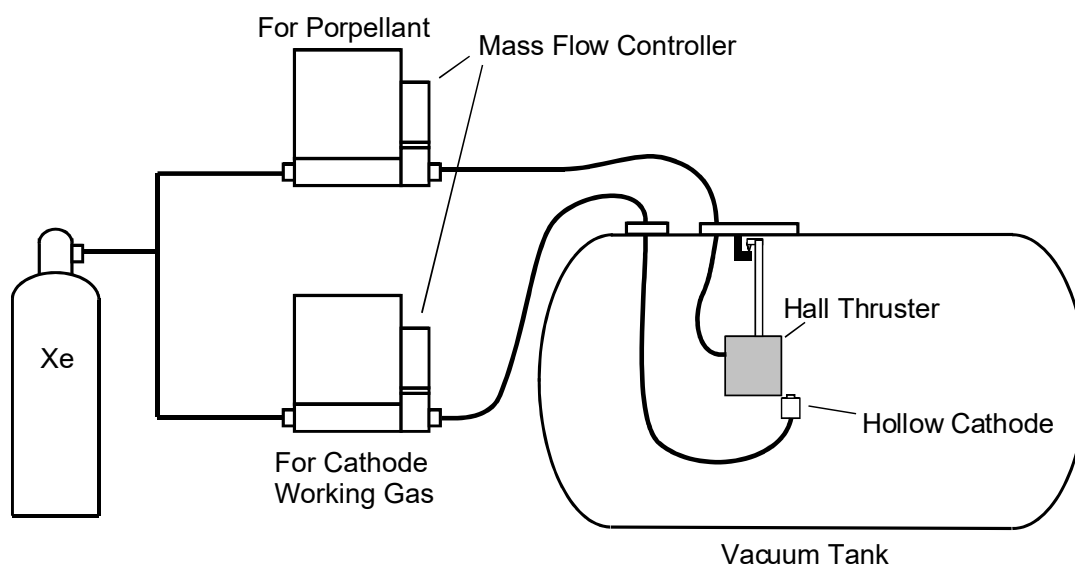 For Porpellant
Mass Flow Controller
Xe
Hall Thruster
Hollow Cathode
For Cathode
Working Gas
Vacuum Tank